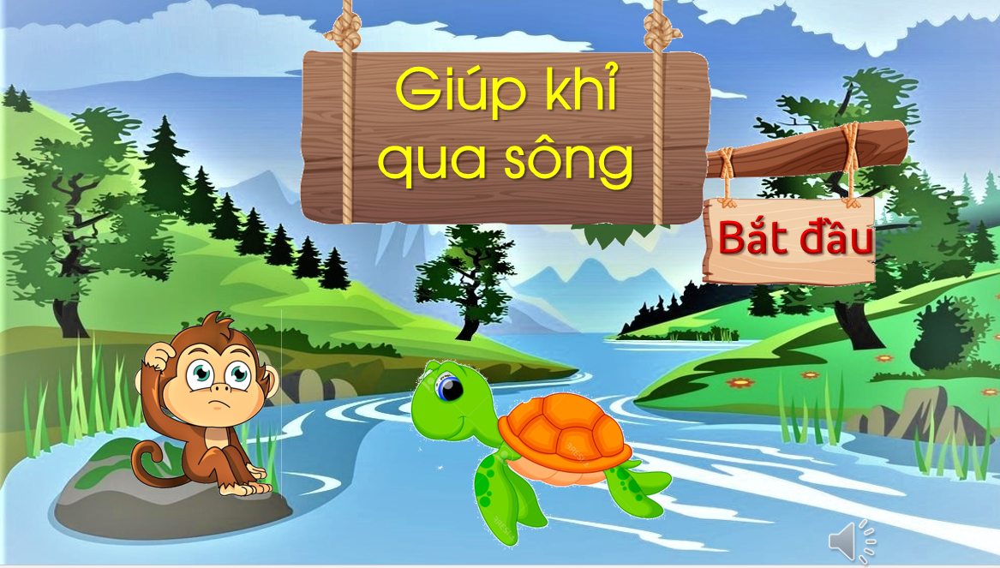 Giúp khỉ
qua sông
Bắt đầu